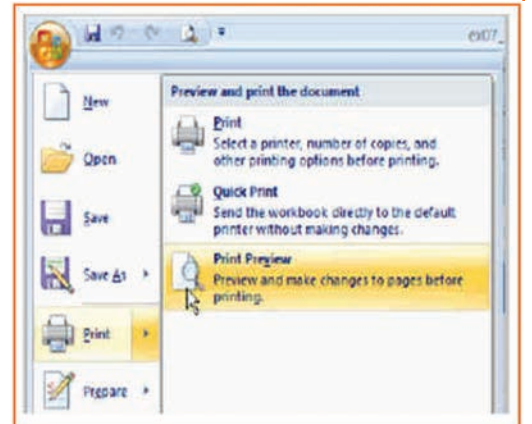 ex07_
Preview and print the document
New
Print
Select a printer, number of copies, and
other printing options before printing.
Open
Quick Print
Send the workbook directly to the default
printer without making changes.
Save
Print Preview
Preview and make changes to pages before
printing.
Save As
Print
Prepare